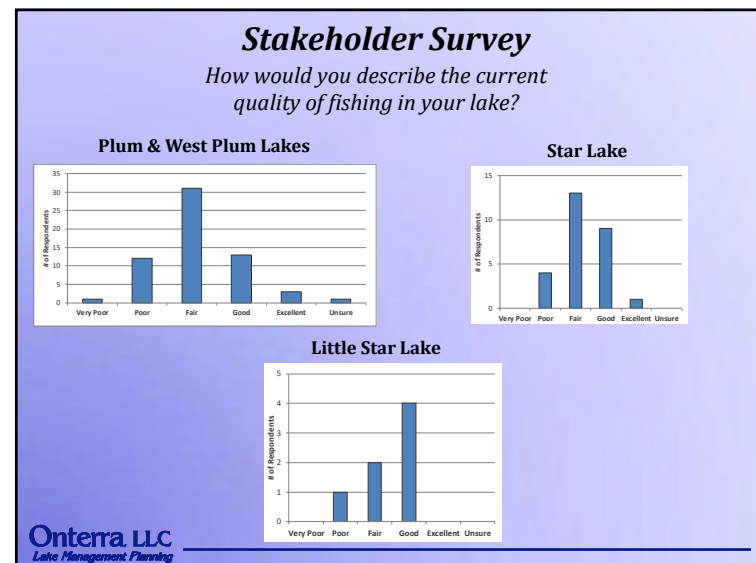 Stakeholder Survey
How would you describe the current
quality of fishing in your lake?
Plum & West Plum Lakes
# of Respondents
35
30
25
20
15
10
5
0
Very Poor Poor Fair Good Excellent Unsure
Star Lake
# of Respondents
15
10
5
0
Very Poor Poor Fair Good Excellent Unsure
Little Star Lake
# of Respondents
5
4
3
2
1
0
Very Poor Poor Fair Good Excellent Unsure
Onterra, LLC
Lake Management Planning